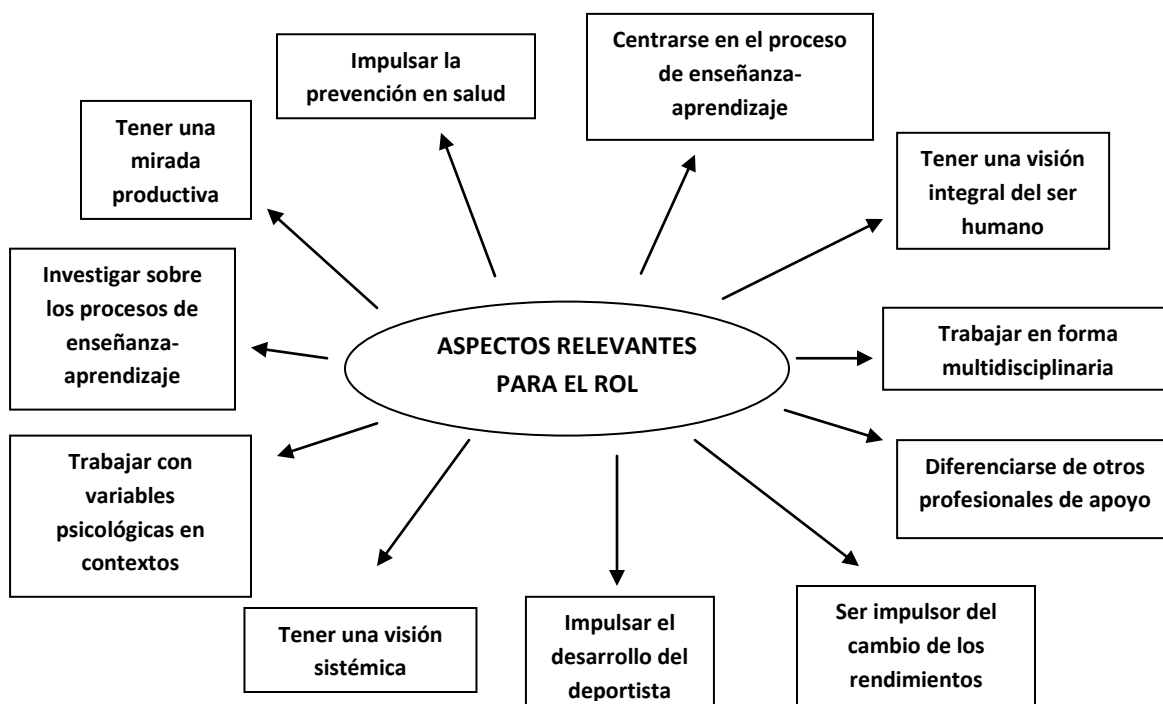 Centrarse en el proceso
de enseñanza-
aprendizaje
Impulsar la
prevención en salud
Tener una
mirada
productiva
Tener una visión
integral del ser
humano
Investigar sobre
los procesos de
enseñanza-
aprendizaje
ASPECTOS RELEVANTES
PARA EL ROL
Trabajar en forma
multidisciplinaria
Trabajar con
variables
psicológicas en
contextos
Diferenciarse de otros
profesionales de apoyo
Tener una visión
sistémica
Impulsar el
desarrollo del
deportista
Ser impulsor del
cambio de los
rendimientos